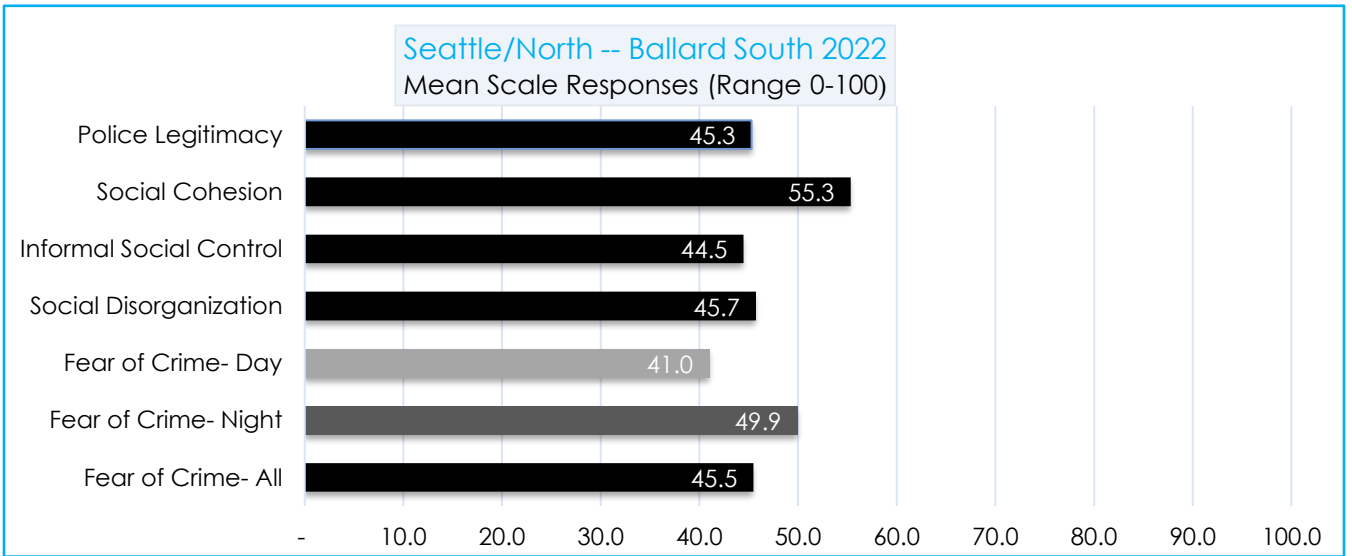 Seattle/North -- Ballard South 2022
Mean Scale Responses (Range 0-100)
Police Legitimacy 45.3
Social Cohesion 55.3
Informal Social Control 44.5
Social Disorganization 45.7
Fear of Crime- Day 41.0
Fear of Crime- Night 49.9
Fear of Crime- All 45.5
- 10.0 20.0 30.0 40.0 50.0 60.0 70.0 80.0 90.0 100.0